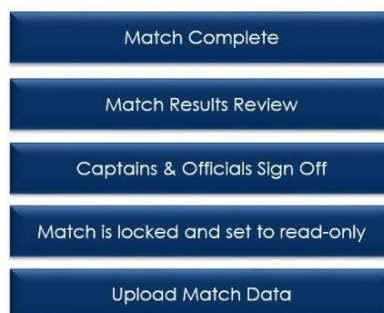 Match Complete
Match Results Review
Captains & Officials Sign Off
Match is locked and set to read-only
Upload Match Data